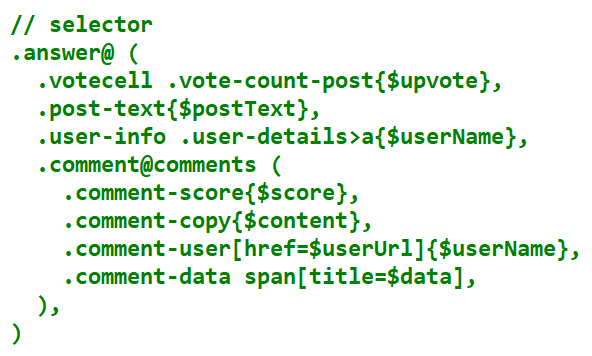 // selector
.answer@ (
  .votecell .vote-count-post{$upvote},
  .post-text{$postText},
  .user-info .user-details>a{$userName},
  .comment@comments (
    .comment-score{$score},
    .comment-copy{$content},
    .comment-user[href=$userUrl]{$userName},
    .comment-data span[title=$data],
  ),
)